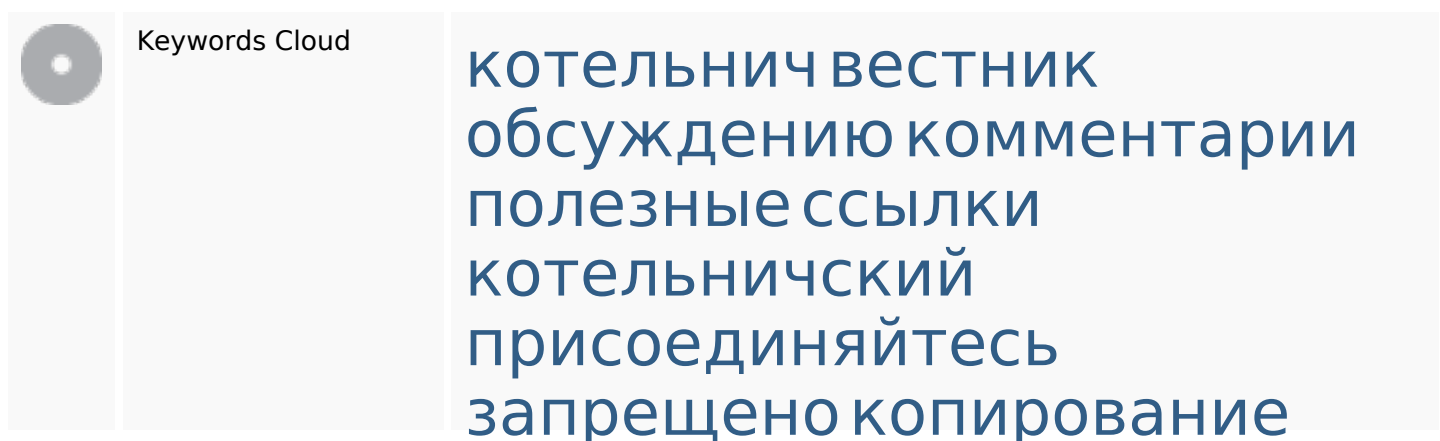 Keywords Cloud
котельнич вестник
обсуждению комментарии
полезные ссылки
котельничский
присоединяйтесь
запрещено копирование